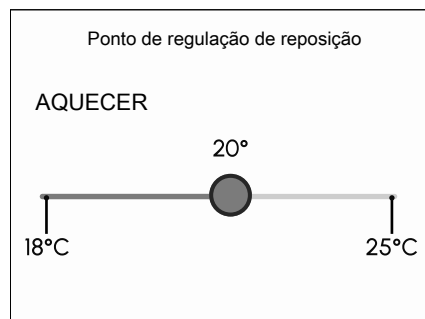 Ponto de regulação de reposição
AQUECER
20°
18°C
25°C